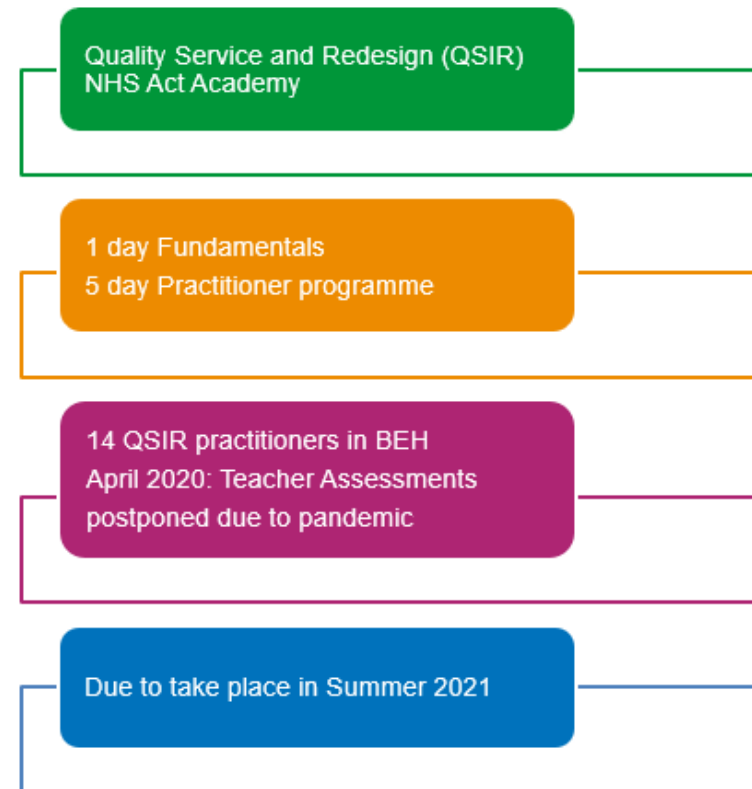 Quality Service and Redesign (QSIR)
NHS Act Academy
1 day Fundamentals
5 day Practitioner programme
14 QSIR practitioners in BEH
April 2020: Teacher Assessments
postponed due to pandemic
Due to take place in Summer 2021